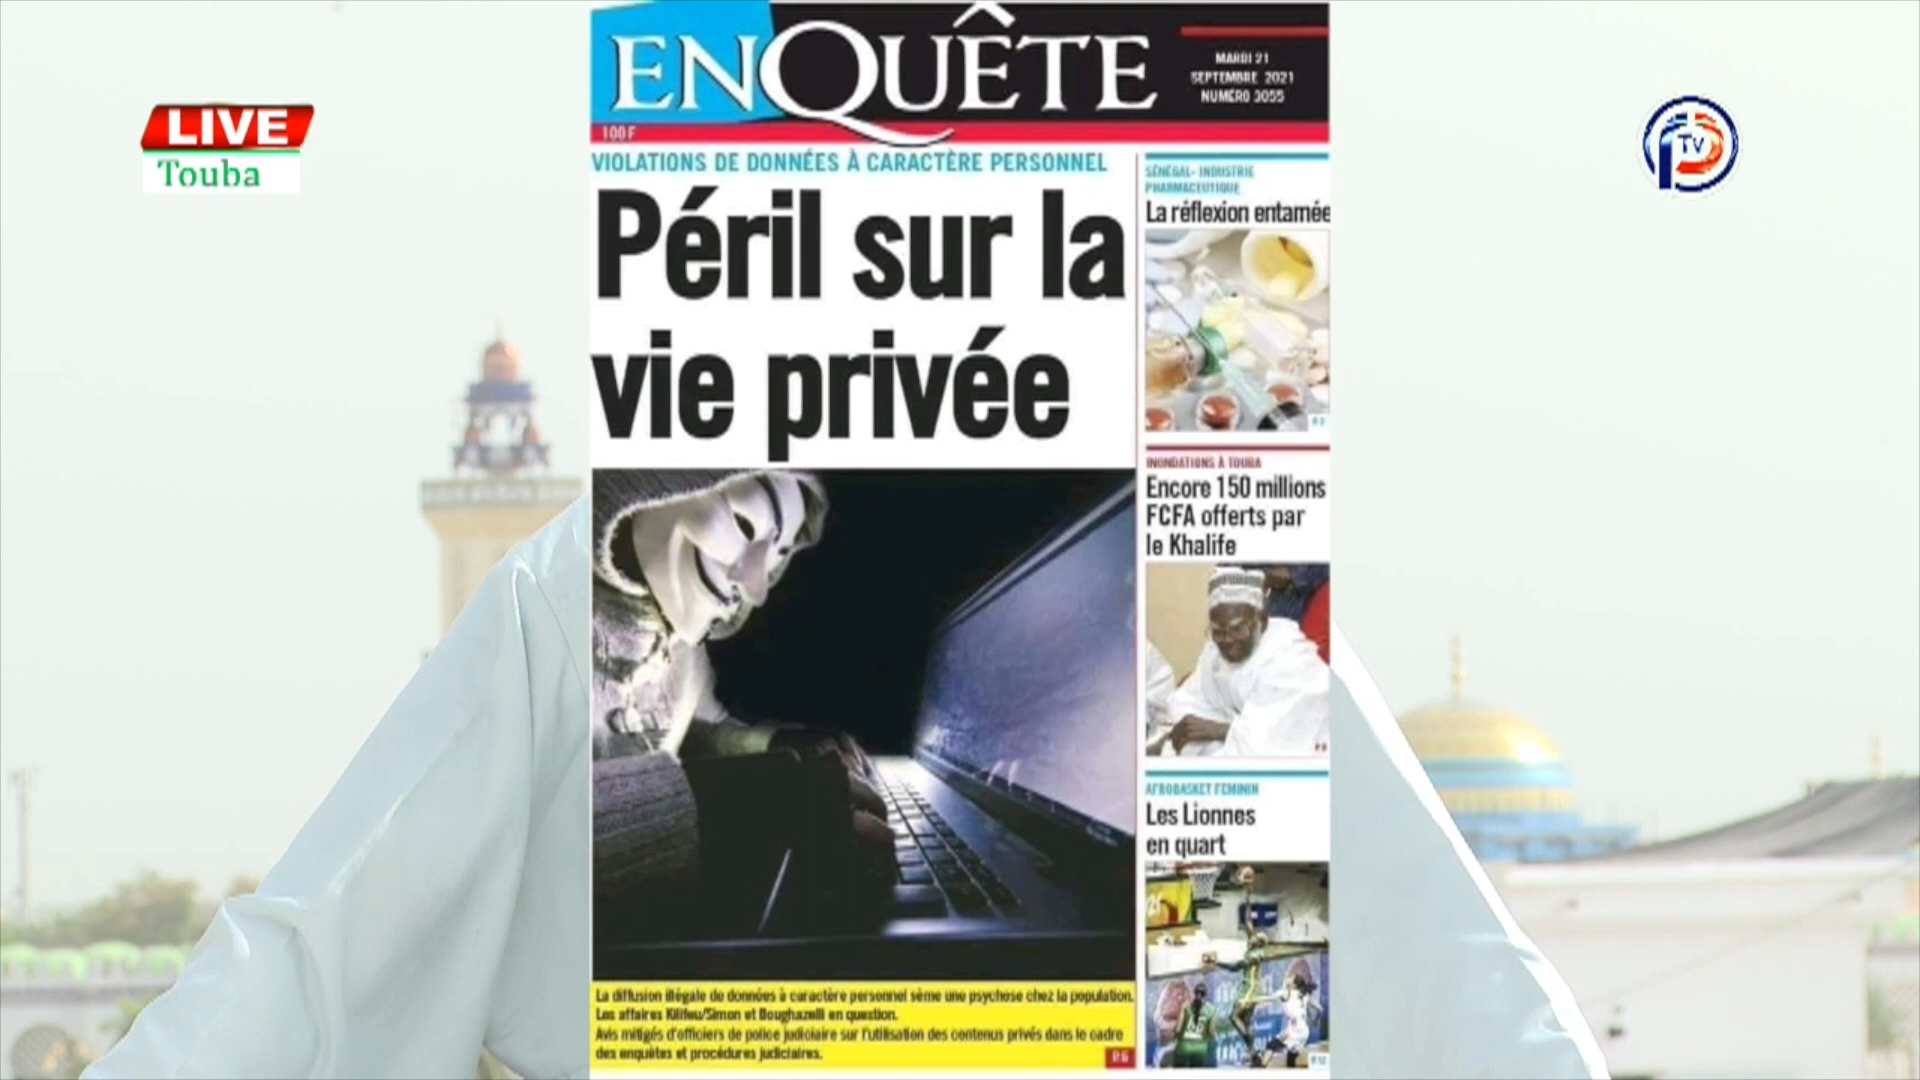 LIVE
Touba
TV
ENQUÊTE
MARDI 21
SEPTEMBRE 2021
NUMÉRO 3055
100 F
VIOLATIONS DE DONNÉES À CARACTÈRE PERSONNEL
Péril sur la
vie privée
La diffusion illégale de données à caractère personnel sème une psychose chez la population.
Les affaires Kilifeu/Simon et Boughazelli en question.
Avis mitigés d'officiers de police judiciaire sur l'utilisation des contenus privés dans le cadre
des enquêtes et procédures judiciaires.
P.6
SÉNÉGAL- INDUSTRIE
PHARMACEUTIQUE
La réflexion entamée
INONDATIONS À TOUBA
Encore 150 millions
FCFA offerts par
le Khalife
AFROBASKET FEMININ
Les Lionnes
en quart